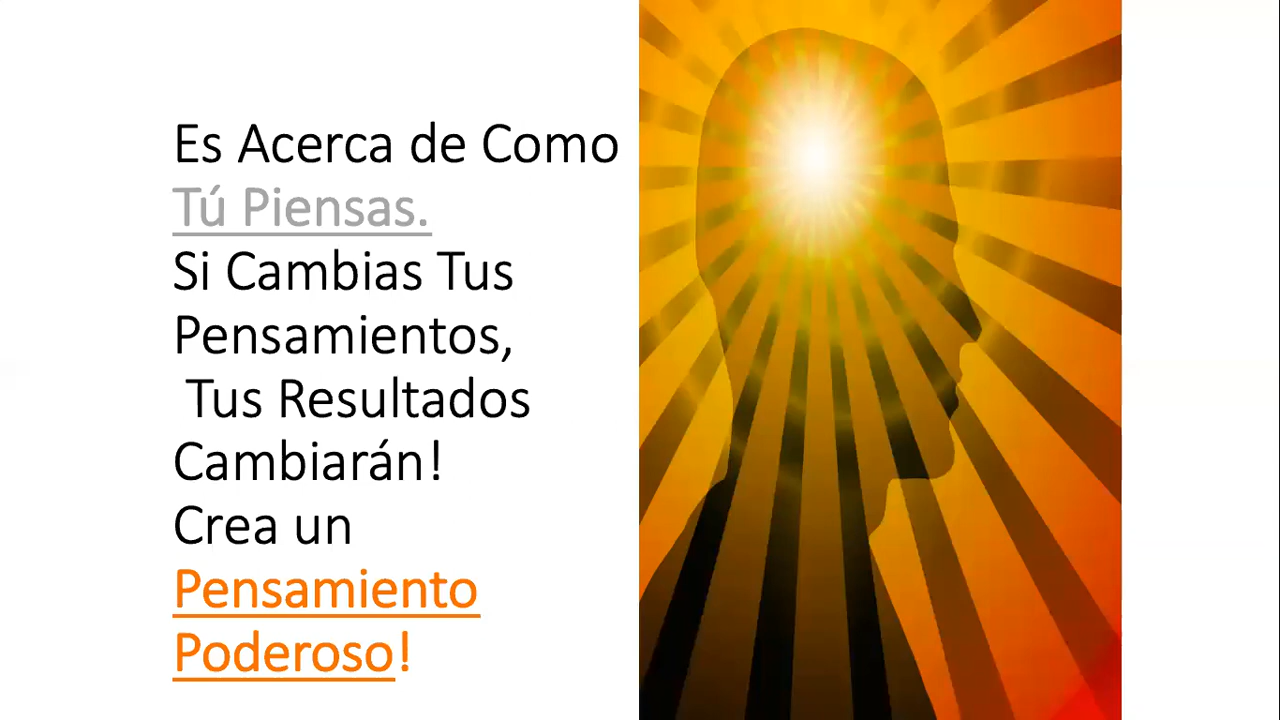 Es Acerca de Como
Tú Piensas.
Si Cambias Tus
Pensamientos,
Tus Resultados
Cambiarán!
Crea un
Pensamiento
Poderoso!